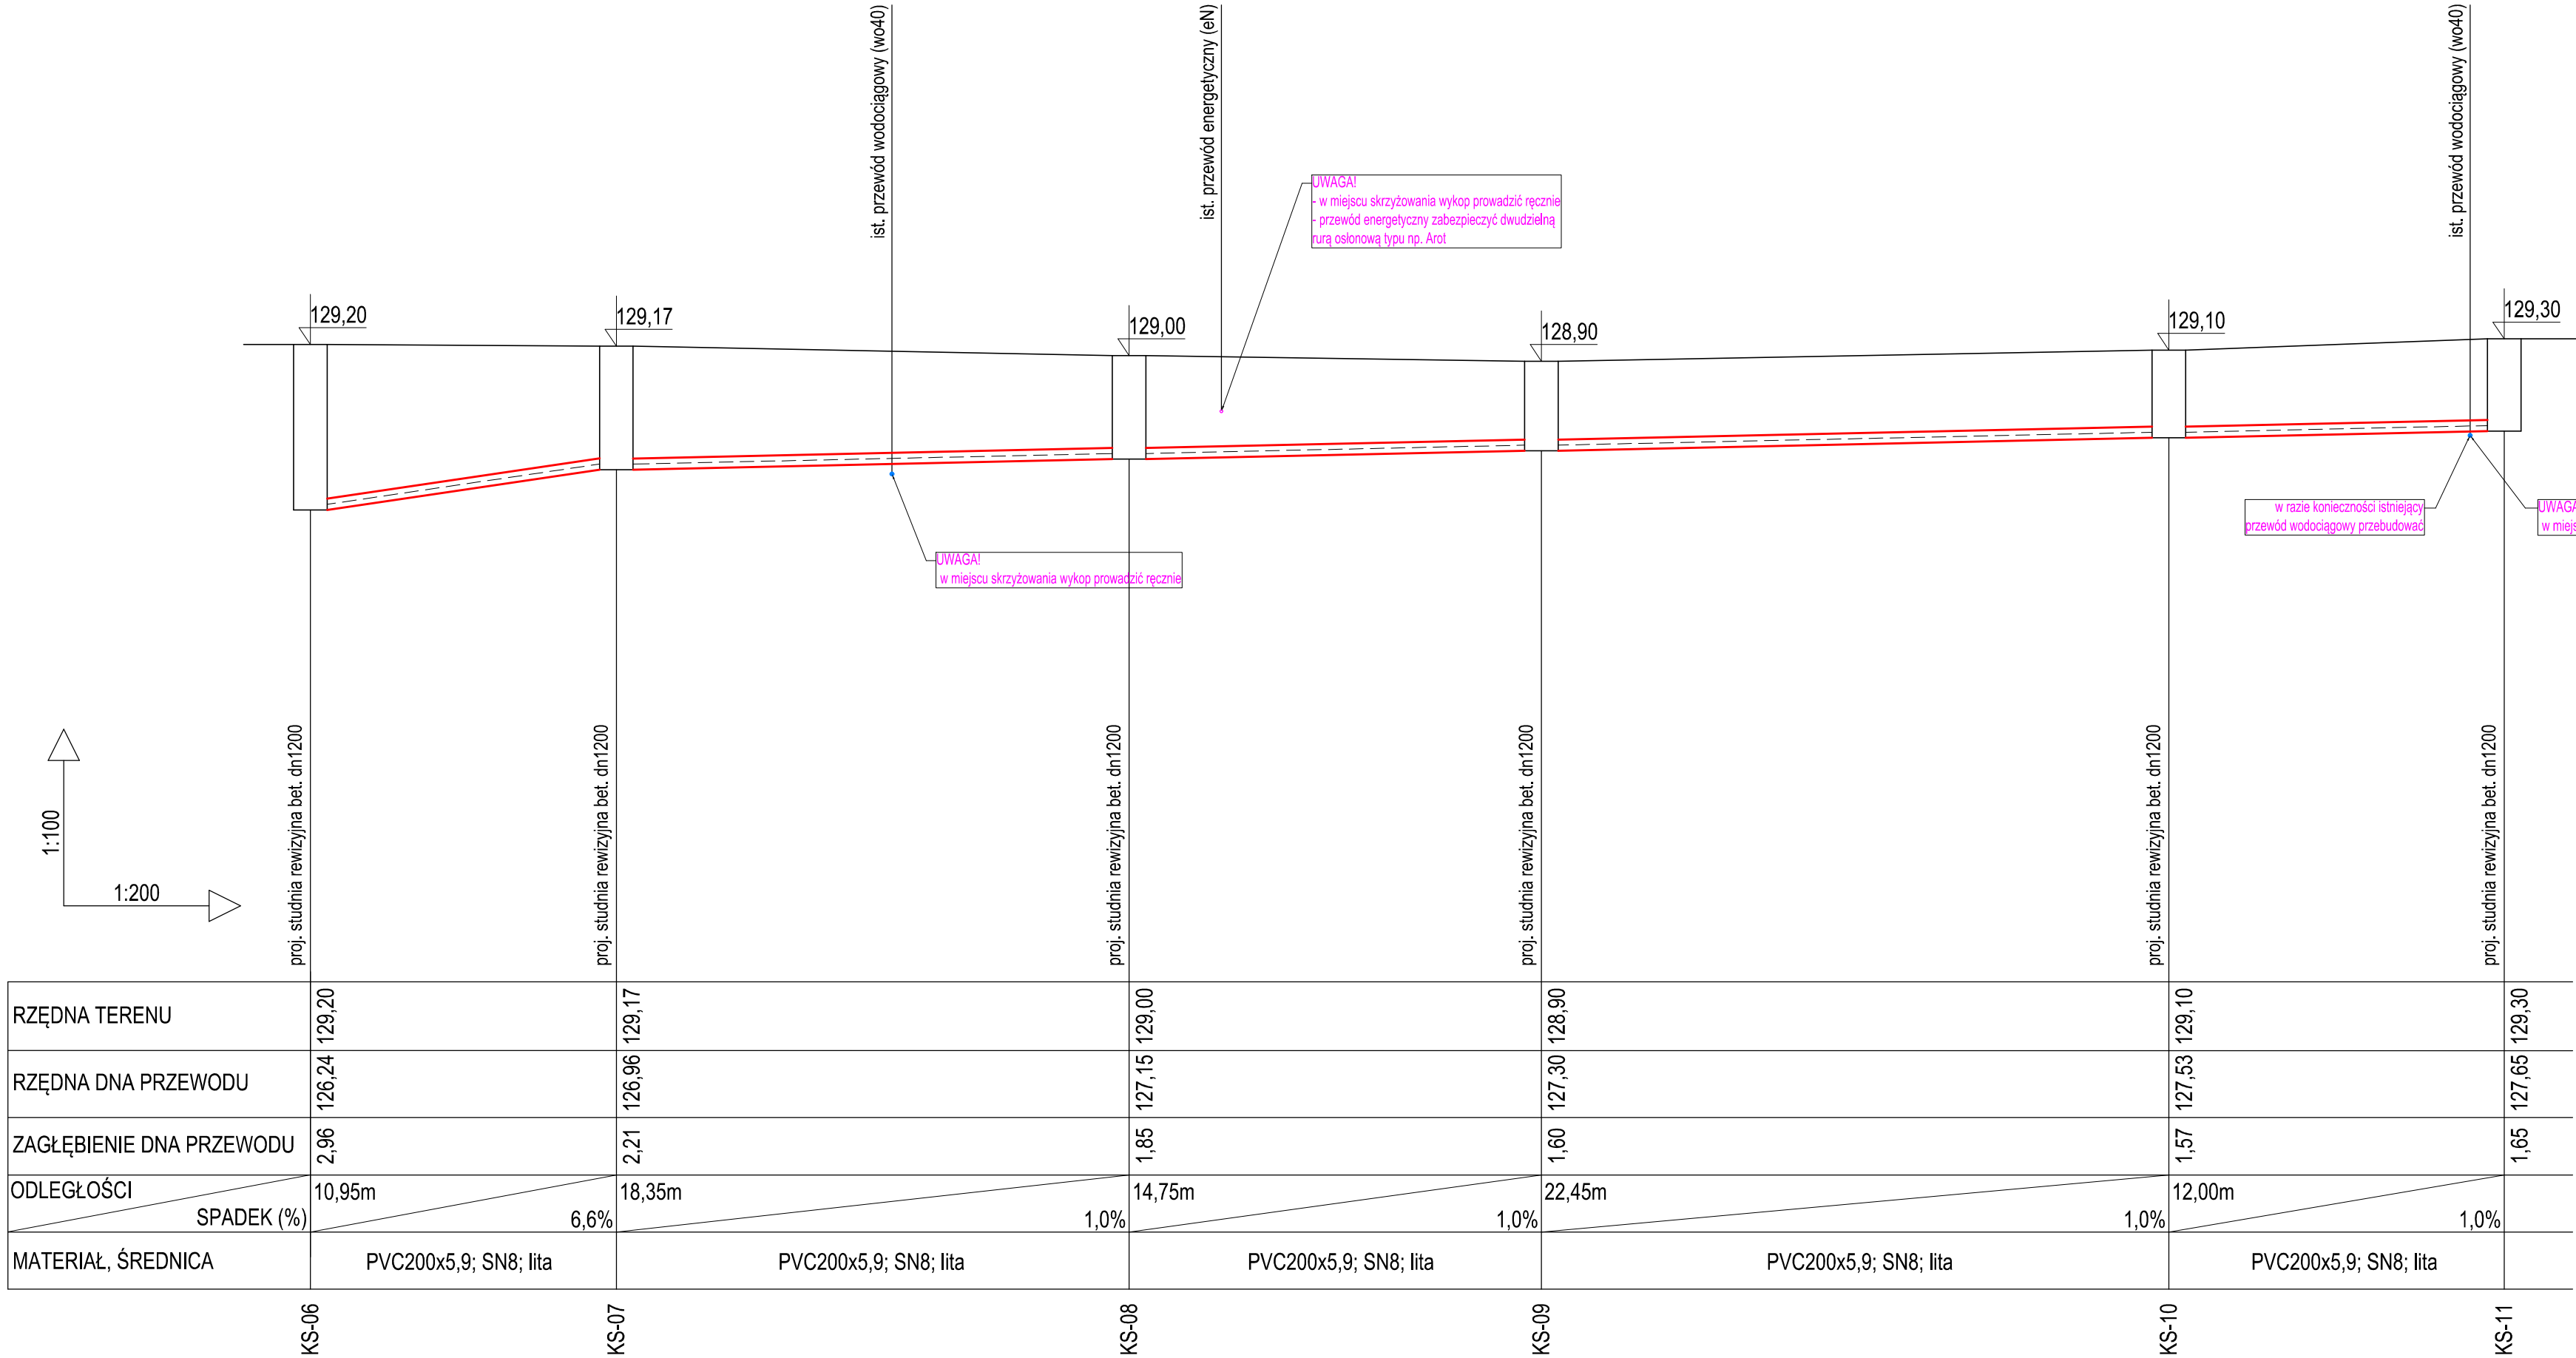 ist. przewód wodociągowy (wo40)
ist. przewód energetyczny (eN)
ist. przewód wodociągowy (wo40)
UWAGA!
- w miejscu skrzyżowania wykop prowadzić ręcznie
- przewód energetyczny zabezpieczyć dwudzielną
rurą osłonową typu np. Arot
129,20
129,17
129,00
128,90
129,10
129,30
w razie konieczności istniejący
przewód wodociągowy przebudować
UWAGA
w miejs
UWAGA!
w miejscu skrzyżowania wykop prowadzić ręcznie
1:100
1:200
proj. studnia rewizyjna bet. dn1200
proj. studnia rewizyjna bet. dn1200
proj. studnia rewizyjna bet. dn1200
proj. studnia rewizyjna bet. dn1200
proj. studnia rewizyjna bet. dn1200
proj. studnia rewizyjna bet. dn1200
RZĘDNA TERENU 129,20 129,17 129,00 128,90 129,10 129,30
RZĘDNA DNA PRZEWODU 126,24 126,96 127,15 127,30 127,53 127,65
ZAGŁĘBIENIE DNA PRZEWODU 2,96 2,21 1,85 1,60 1,57 1,65
ODLEGŁOŚCI 10,95m 18,35m 14,75m 22,45m 12,00m
SPADEK (%) 6,6% 1,0% 1,0% 1,0% 1,0%
MATERIAŁ, ŚREDNICA PVC200x5,9; SN8; lita PVC200x5,9; SN8; lita PVC200x5,9; SN8; lita PVC200x5,9; SN8; lita PVC200x5,9; SN8; lita
KS-06 KS-07 KS-08 KS-09 KS-10 KS-11